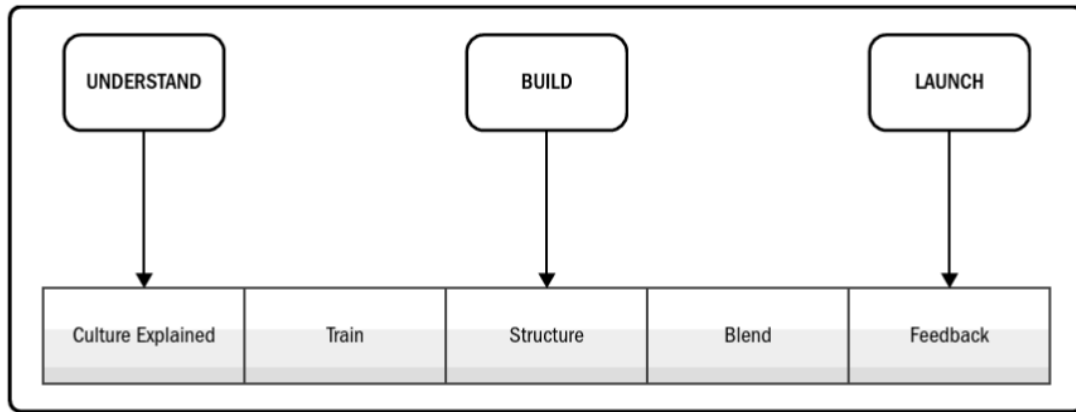 UNDERSTAND
BUILD
LAUNCH
Culture Explained
Train
Structure
Blend
Feedback